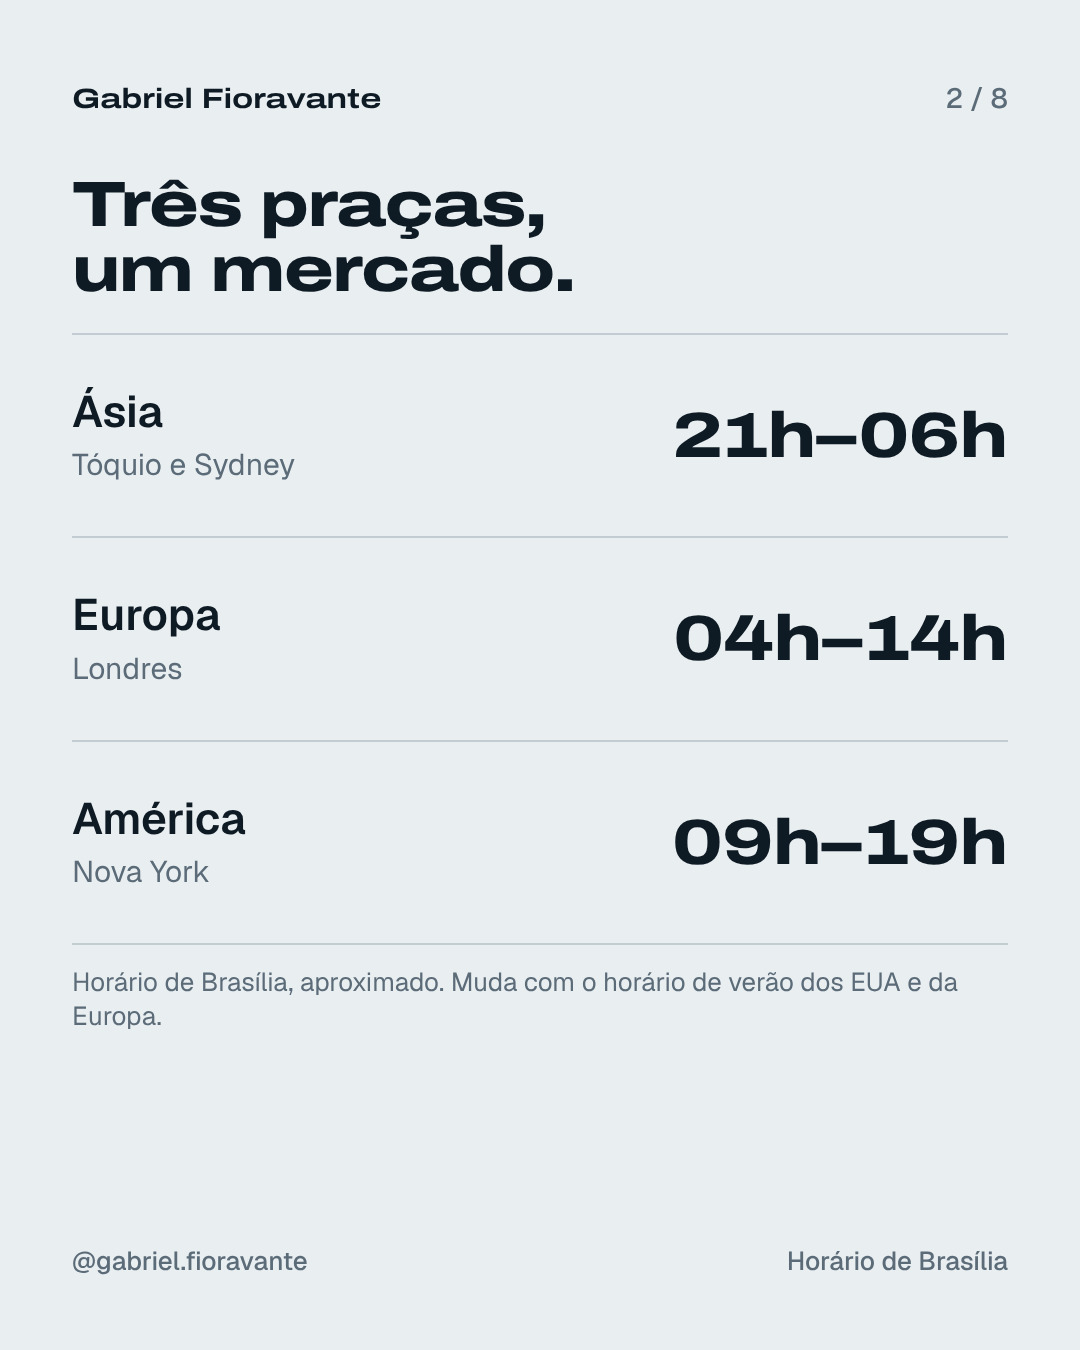 Gabriel Fioravante
2 / 8
Três praças,
um mercado.
Ásia
Tóquio e Sydney
21h–06h
Europa
Londres
04h–14h
América
Nova York
09h–19h
Horário de Brasília, aproximado. Muda com o horário de verão dos EUA e da
Europa.
@gabriel.fioravante
Horário de Brasília